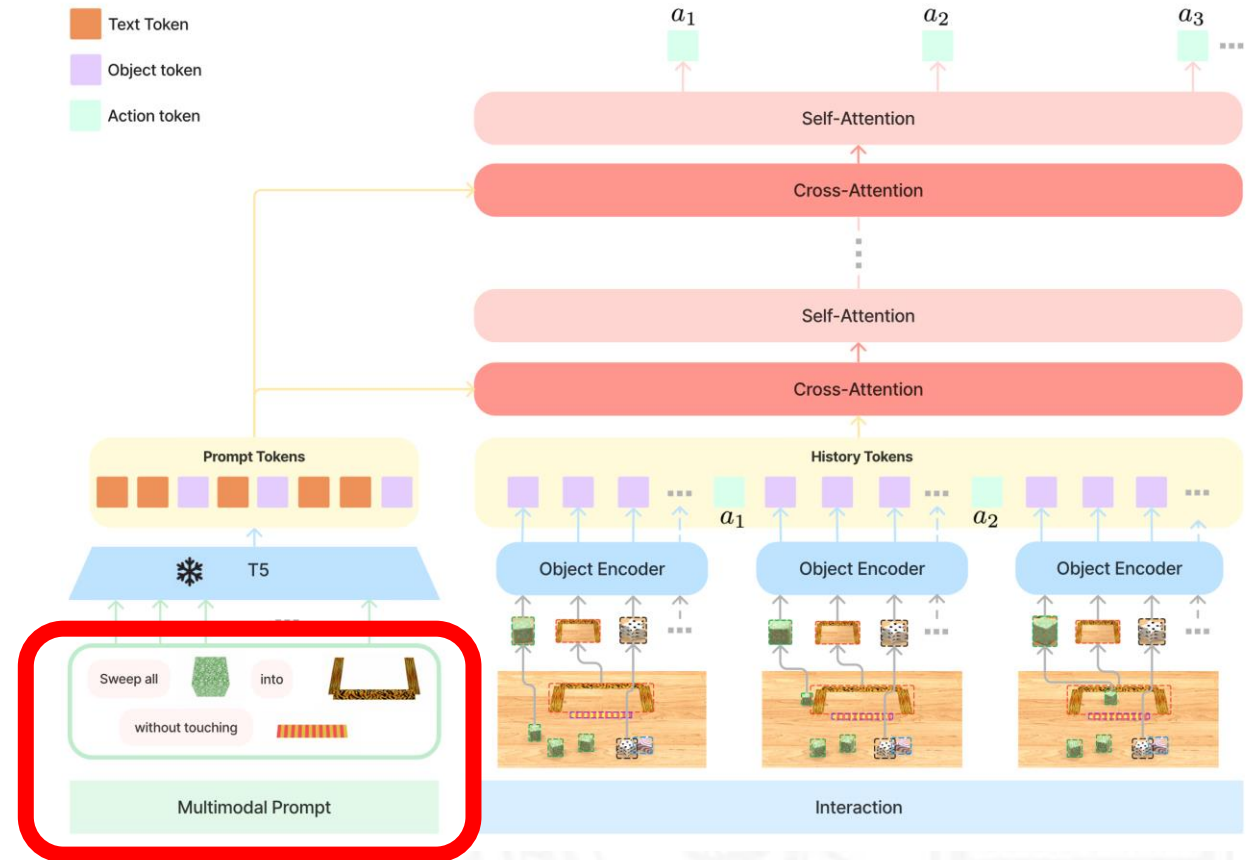 Text Token
Object token
Action token
a₁ a₂ a₃
Self-Attention
Cross-Attention
Self-Attention
Cross-Attention
Prompt Tokens
History Tokens
a₁ a₂
T5
Object Encoder Object Encoder Object Encoder
Sweep all into
without touching
Multimodal Prompt
Interaction